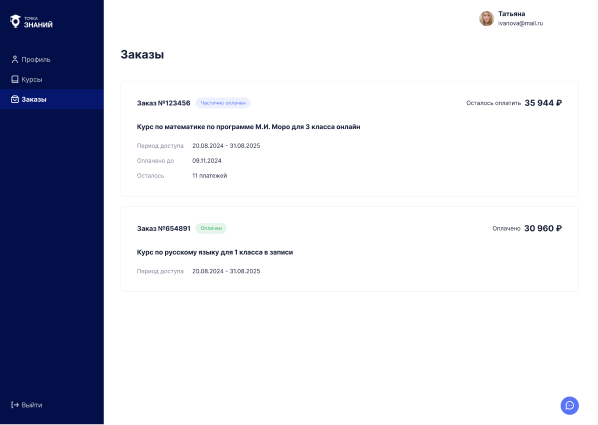 ТОЧКА
ЗНАНИЙ
Татьяна
ivanova@mail.ru
Профиль
Курсы
Заказы
Выйти
Заказы
Заказ №123456 Частично оплачен Осталось оплатить 35 944 ₽
Курс по математике по программе М.И. Моро для 3 класса онлайн
Период доступа 20.08.2024 - 31.08.2025
Оплачено до 09.11.2024
Осталось 11 платежей
Заказ №654891 Оплачен Оплачено 30 960 ₽
Курс по русскому языку для 1 класса в записи
Период доступа 20.08.2024 - 31.08.2025